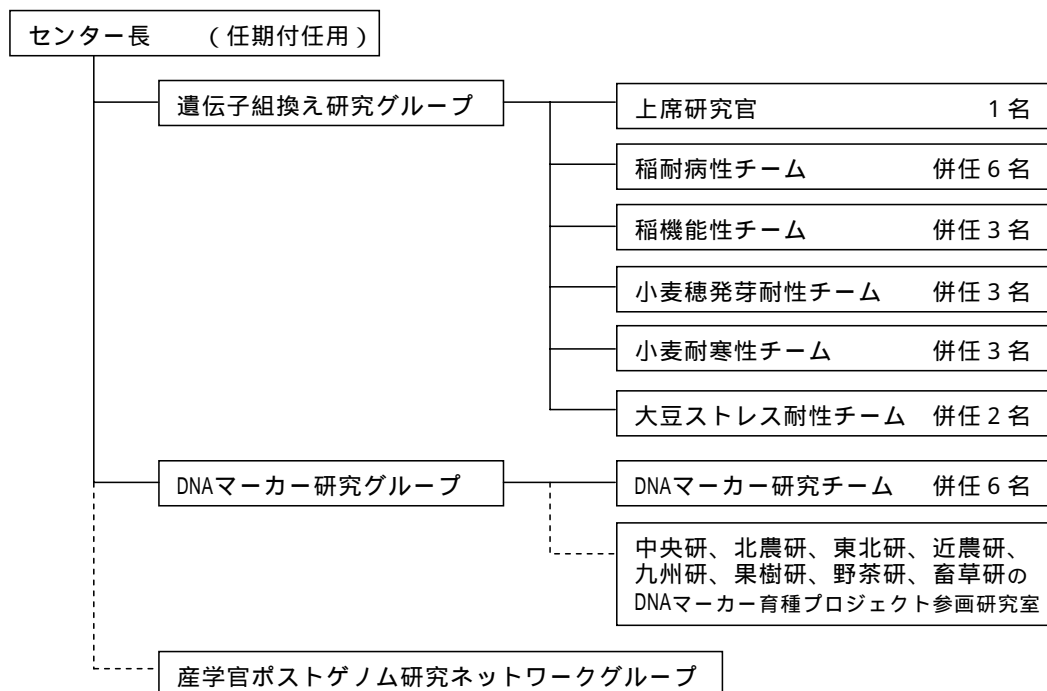 センター長　（任期付任用）
遺伝子組換え研究グループ
上席研究官　1名
稲耐病性チーム　併任6名
稲機能性チーム　併任3名
小麦穂発芽耐性チーム　併任3名
小麦耐寒性チーム　併任3名
大豆ストレス耐性チーム　併任2名
DNAマーカー研究グループ
DNAマーカー研究チーム　併任6名
中央研、北農研、東北研、近農研、
九州研、果樹研、野茶研、畜草研の
DNAマーカー育種プロジェクト参画研究室
産学官ポストゲノム研究ネットワークグループ